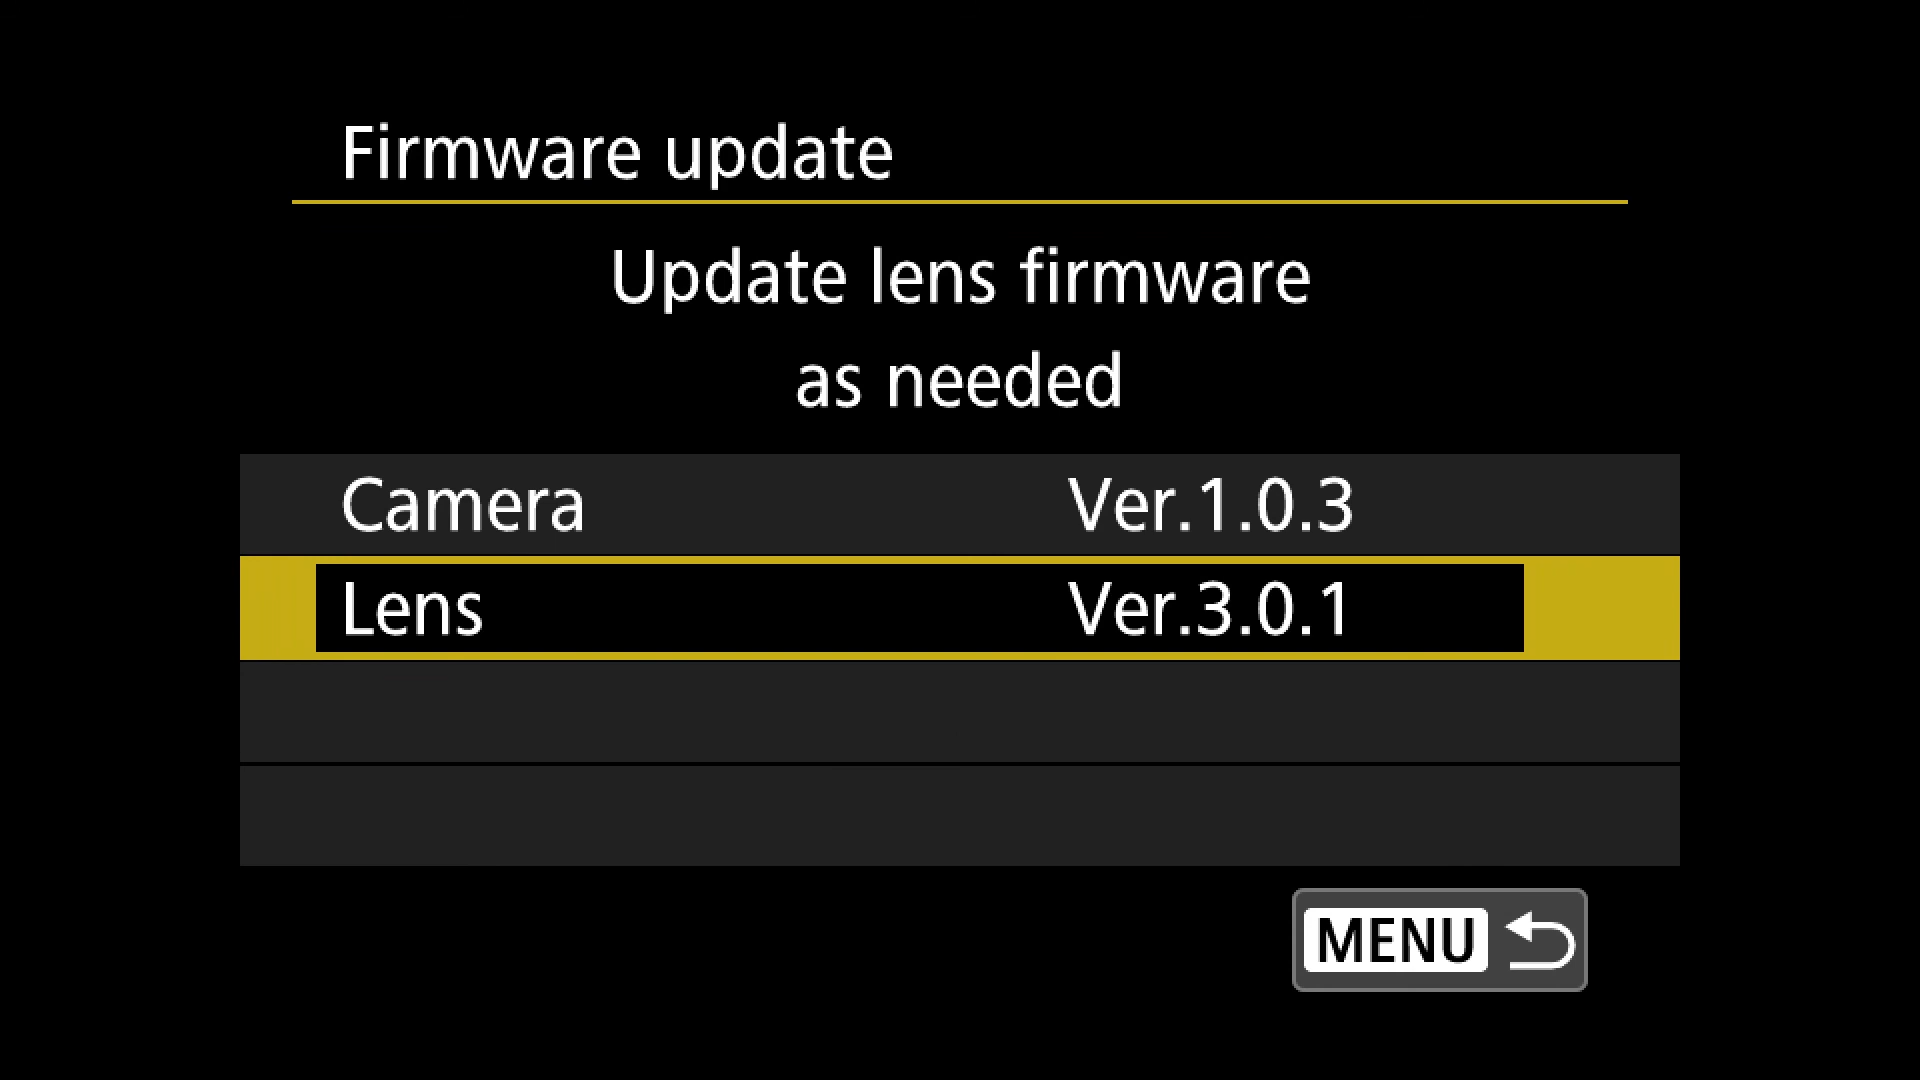 Firmware update
Update lens firmware
as needed
Camera Ver.1.0.3
Lens Ver.3.0.1
MENU